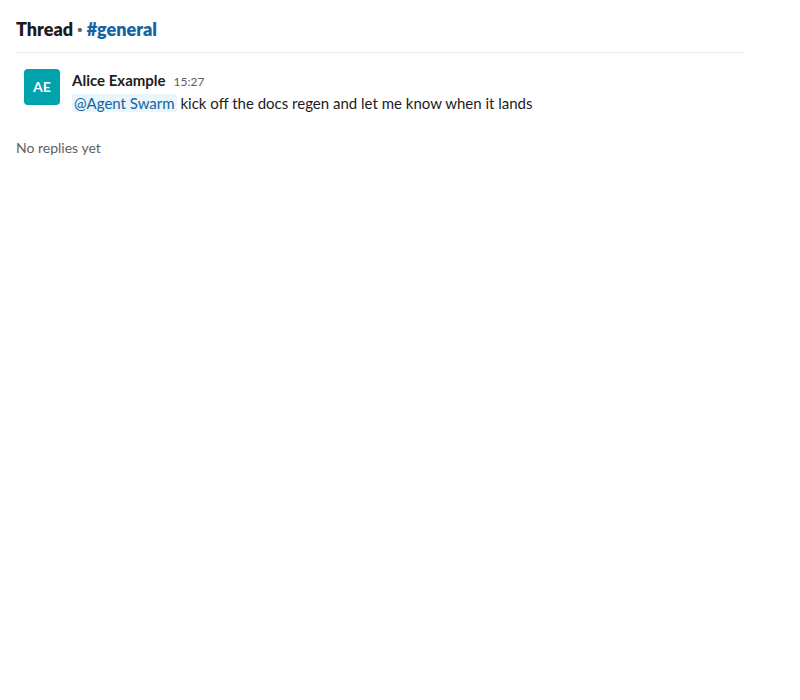 Thread • #general
AE
Alice Example 15:27
@Agent Swarm kick off the docs regen and let me know when it lands
No replies yet